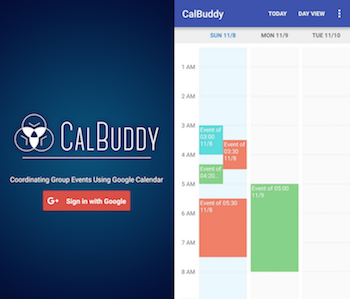 CALBUDDY
Coordinating Group Events Using Google Calendar
G+ Sign in with Google
CalBuddy
TODAY
DAY VIEW
SUN 11/8
MON 11/9
TUE 11/10
1 AM
2 AM
3 AM
Event of
03:00
11/8
Event of
03:30
11/8
4 AM
Event of
04:20...
5 AM
Event of 05:00
11/9
Event of 05:30
11/8
6 AM
7 AM
8 AM